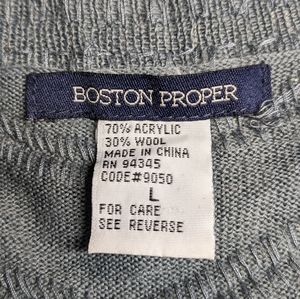 BOSTON PROPER
70% ACRYLIC
30% WOOL
MADE IN CHINA
RN 94345
CODE#9050
L
FOR CARE
SEE REVERSE